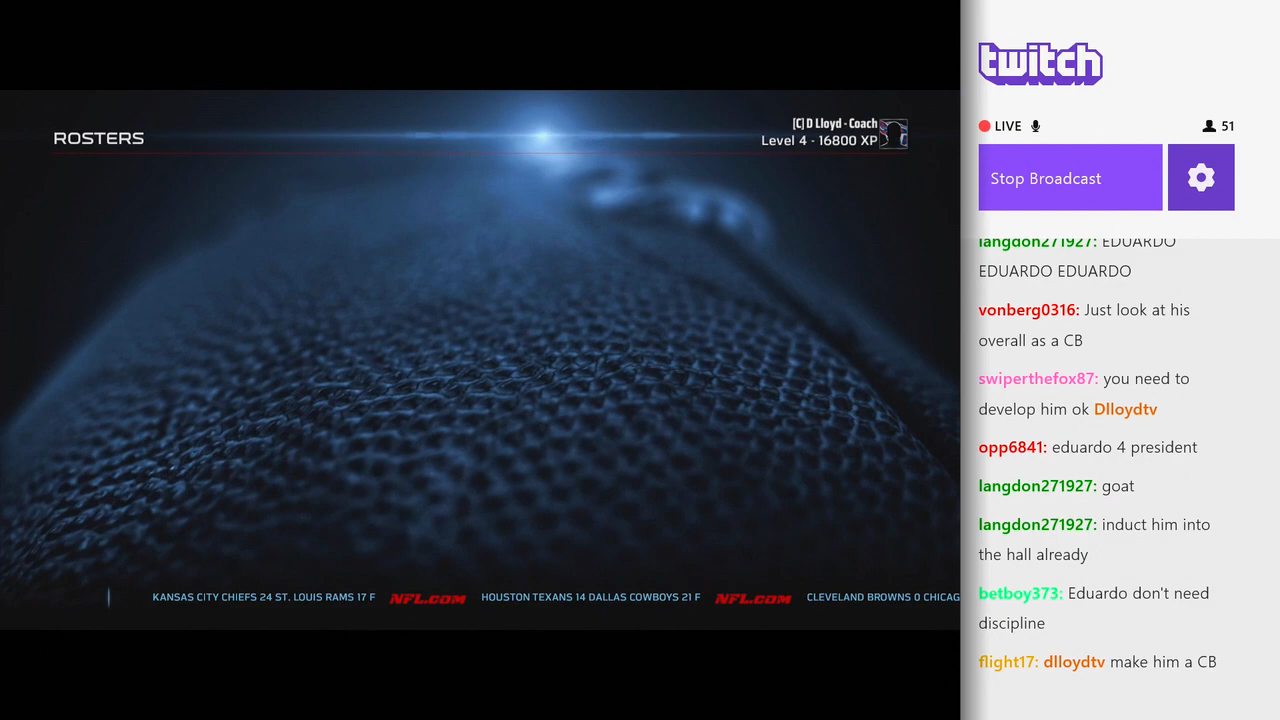 ROSTERS
[C] D Lloyd - Coach
Level 4 - 16800 XP
KANSAS CITY CHIEFS 24 ST. LOUIS RAMS 17 F NFL.COM HOUSTON TEXANS 14 DALLAS COWBOYS 21 F NFL.COM CLEVELAND BROWNS 0 CHICAG
twitch
LIVE 51
Stop Broadcast
langdon271927: EDUARDO
EDUARDO EDUARDO
vonberg0316: Just look at his
overall as a CB
swiperthefox87: you need to
develop him ok Dlloydtv
opp6841: eduardo 4 president
langdon271927: goat
langdon271927: induct him into
the hall already
betboy373: Eduardo don't need
discipline
flight17: dlloydtv make him a CB